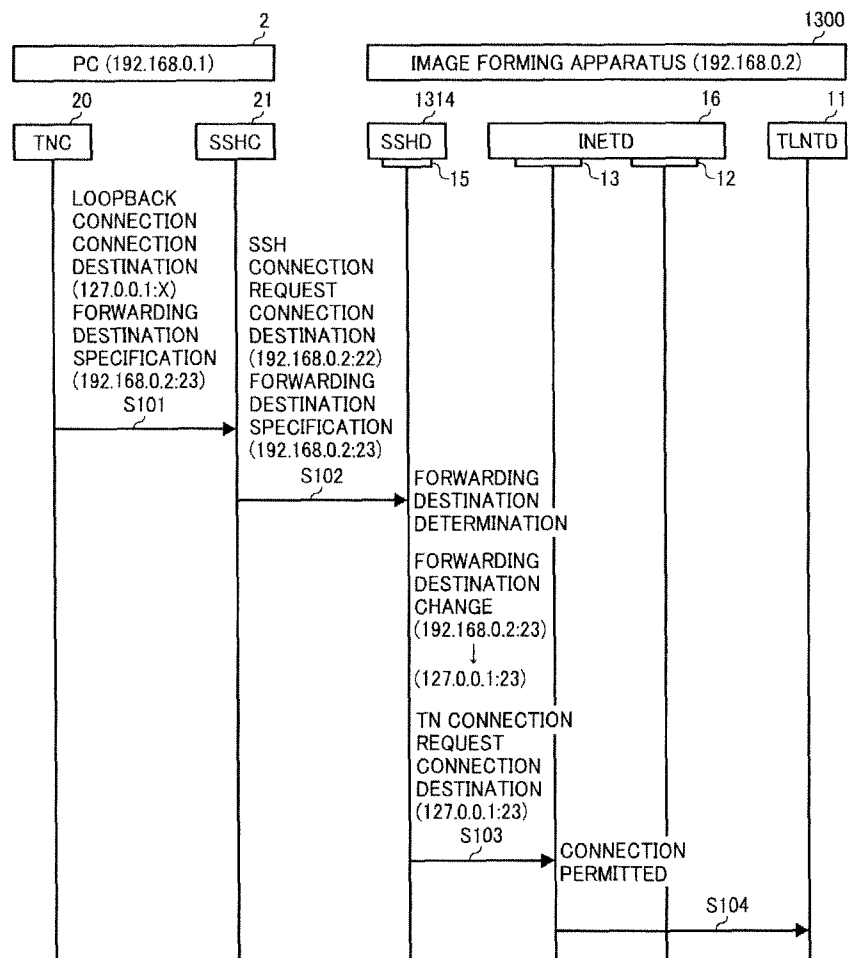 2
1300
PC (192.168.0.1)
IMAGE FORMING APPARATUS (192.168.0.2)
20
21
1314
16
11
TNC
SSHC
SSHD
INETD
TLNTD
15
13
12
LOOPBACK
CONNECTION
CONNECTION
DESTINATION
(127.0.0.1:X)
FORWARDING
DESTINATION
SPECIFICATION
(192.168.0.2:23)
S101
SSH
CONNECTION
REQUEST
CONNECTION
DESTINATION
(192.168.0.2:22)
FORWARDING
DESTINATION
SPECIFICATION
(192.168.0.2:23)
S102
FORWARDING
DESTINATION
DETERMINATION
FORWARDING
DESTINATION
CHANGE
(192.168.0.2:23)
↓
(127.0.0.1:23)
TN CONNECTION
REQUEST
CONNECTION
DESTINATION
(127.0.0.1:23)
S103
CONNECTION
PERMITTED
S104